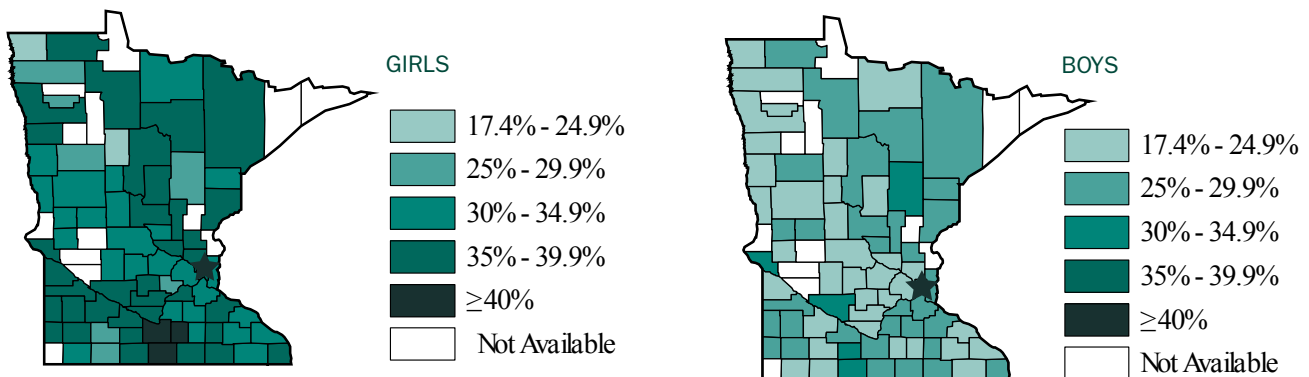 GIRLS
17.4% - 24.9%
25% - 29.9%
30% - 34.9%
35% - 39.9%
≥40%
Not Available
BOYS
17.4% - 24.9%
25% - 29.9%
30% - 34.9%
35% - 39.9%
≥40%
Not Available